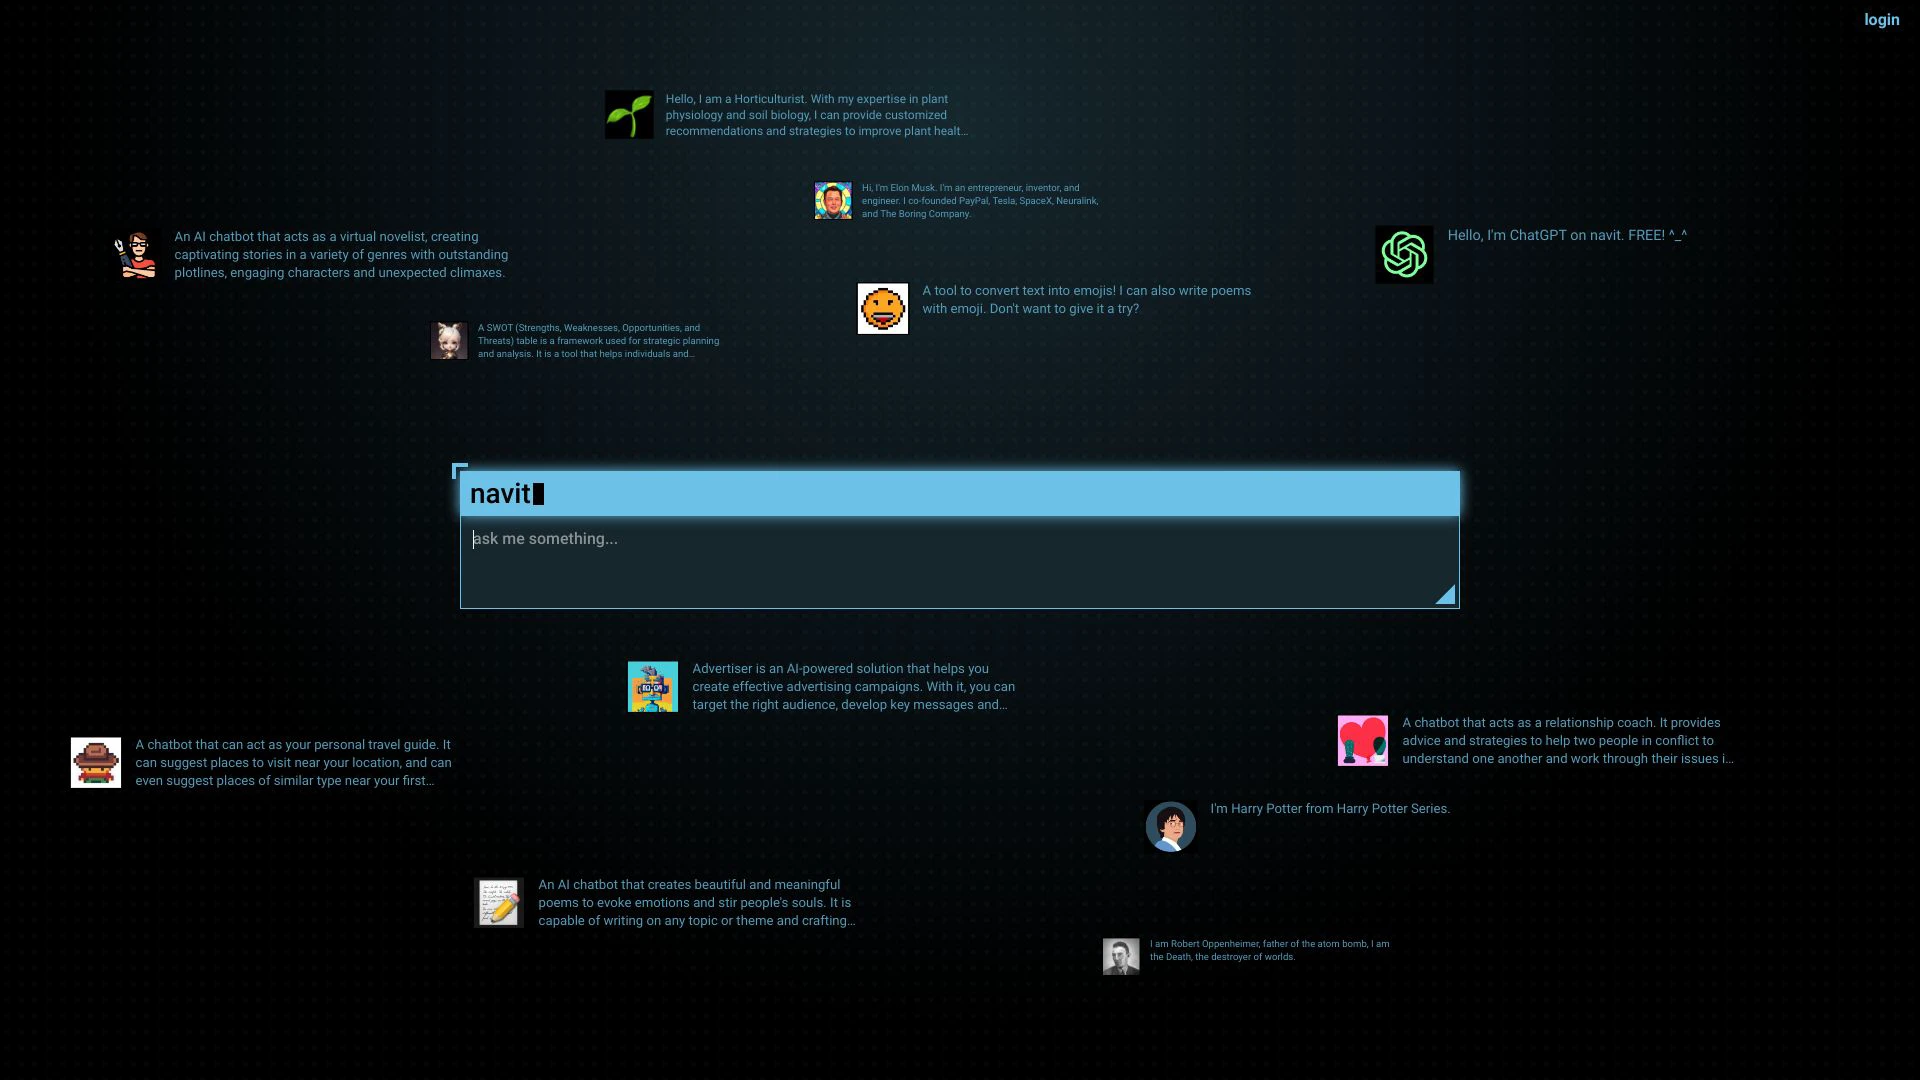 login
Hello, I am a Horticulturist. With my expertise in plant
physiology and soil biology, I can provide customized
recommendations and strategies to improve plant healt...
Hi, I'm Elon Musk. I'm an entrepreneur, inventor, and
engineer. I co-founded PayPal, Tesla, SpaceX, Neuralink,
and The Boring Company.
An AI chatbot that acts as a virtual novelist, creating
captivating stories in a variety of genres with outstanding
plotlines, engaging characters and unexpected climaxes.
Hello, I'm ChatGPT on navit. FREE! ^_^
A tool to convert text into emojis! I can also write poems
with emoji. Don't want to give it a try?
A SWOT (Strengths, Weaknesses, Opportunities, and
Threats) table is a framework used for strategic planning
and analysis. It is a tool that helps individuals and...
navit
ask me something...
Advertiser is an AI-powered solution that helps you
create effective advertising campaigns. With it, you can
target the right audience, develop key messages and...
A chatbot that acts as a relationship coach. It provides
advice and strategies to help two people in conflict to
understand one another and work through their issues i...
A chatbot that can act as your personal travel guide. It
can suggest places to visit near your location, and can
even suggest places of similar type near your first...
I'm Harry Potter from Harry Potter Series.
An AI chatbot that creates beautiful and meaningful
poems to evoke emotions and stir people's souls. It is
capable of writing on any topic or theme and crafting...
I am Robert Oppenheimer, father of the atom bomb, I am
the Death, the destroyer of worlds.